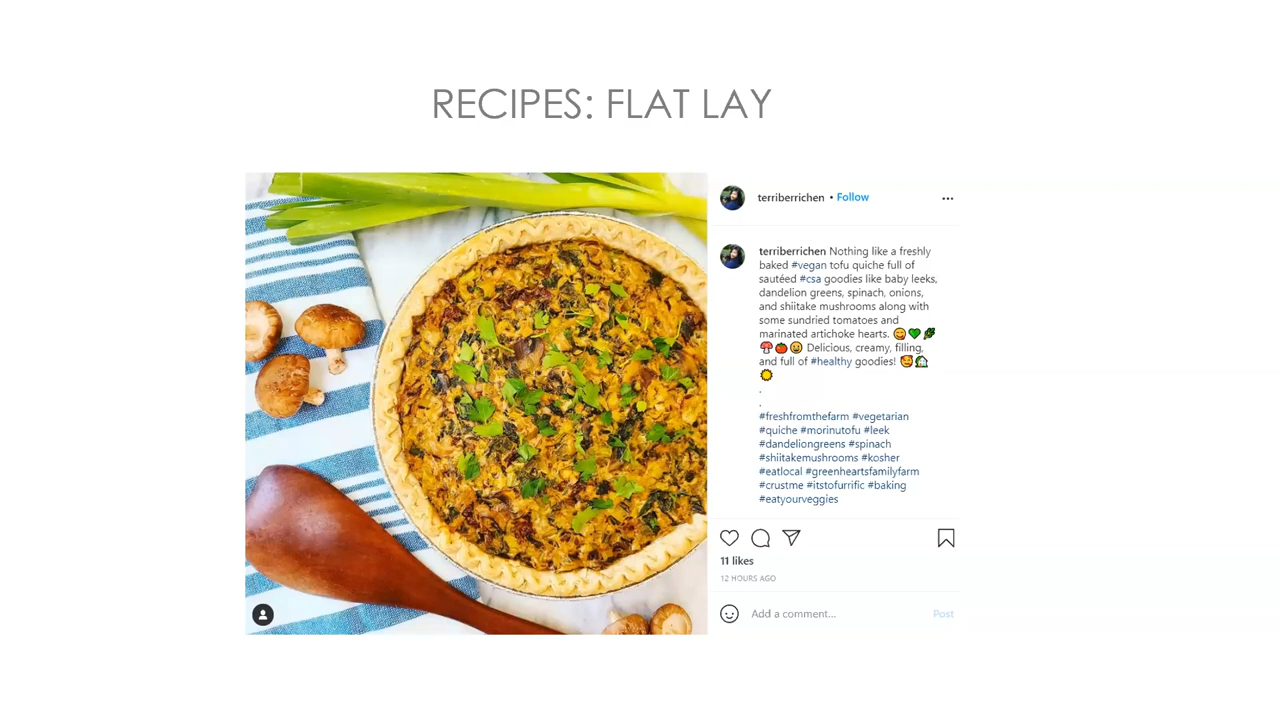 RECIPES: FLAT LAY
terriberrichen • Follow
terriberrichen Nothing like a freshly
baked #vegan tofu quiche full of
sautéed #csa goodies like baby leeks,
dandelion greens, spinach, onions,
and shiitake mushrooms along with
some sundried tomatoes and
marinated artichoke hearts. 😋💚🌿
🍄🍅😃 Delicious, creamy, filling,
and full of #healthy goodies! 🥰🏡
🌞
.
.
#freshfromthefarm #vegetarian
#quiche #morinutofu #leek
#dandeliongreens #spinach
#shiitakemushrooms #kosher
#eatlocal #greenheartsfamilyfarm
#crustme #itstofurrific #baking
#eatyourveggies
11 likes
12 HOURS AGO
Add a comment... Post